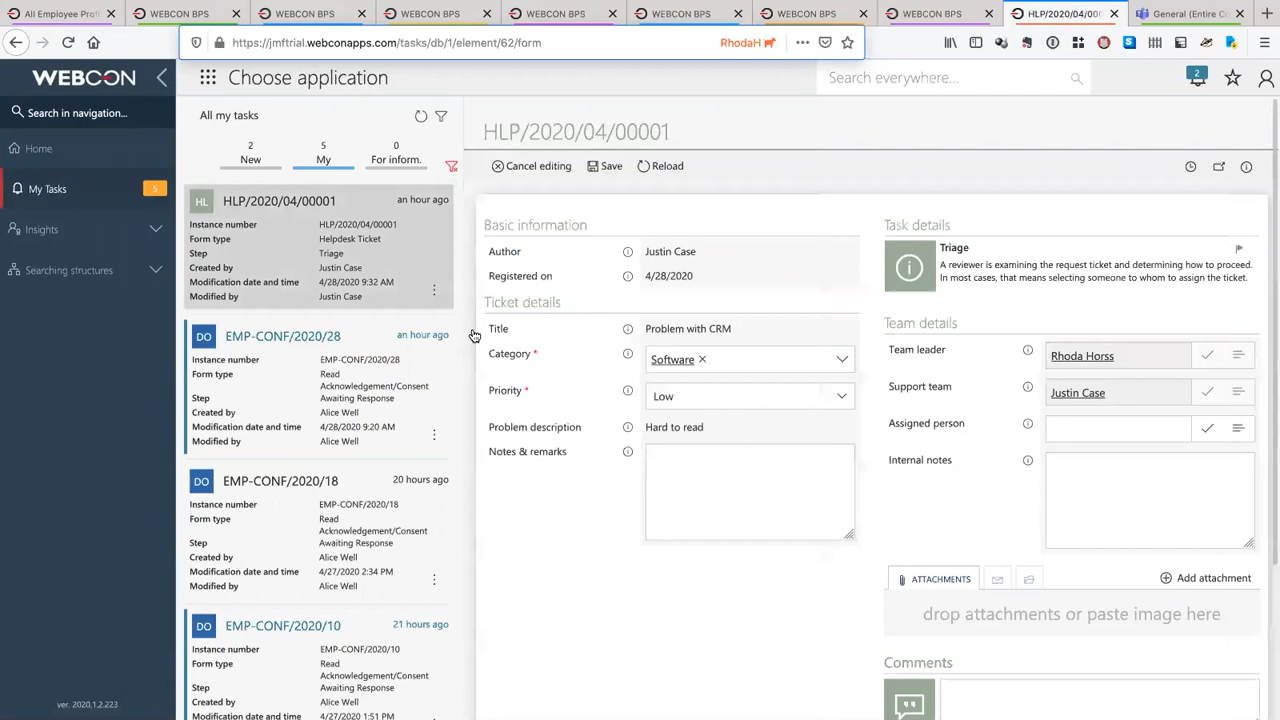 All Employee Profil
WEBCON BPS
WEBCON BPS
WEBCON BPS
WEBCON BPS
WEBCON BPS
WEBCON BPS
WEBCON BPS
HLP/2020/04/000
General (Entire C
https://jmftrial.webconapps.com/tasks/db/1/element/62/form
RhodaH
WEBCON
Choose application
Search everywhere...
2
Search in navigation...
Home
My Tasks
5
Insights
Searching structures
ver. 2020.1.2.223
All my tasks
2
New
5
My
0
For inform.
HL
HLP/2020/04/00001
an hour ago
Instance number HLP/2020/04/00001
Form type Helpdesk Ticket
Step Triage
Created by Justin Case
Modification date and time 4/28/2020 9:32 AM
Modified by Justin Case
DO
EMP-CONF/2020/28
an hour ago
Instance number EMP-CONF/2020/28
Form type Read
Acknowledgement/Consent
Step Awaiting Response
Created by Alice Well
Modification date and time 4/28/2020 9:20 AM
Modified by Alice Well
DO
EMP-CONF/2020/18
20 hours ago
Instance number EMP-CONF/2020/18
Form type Read
Acknowledgement/Consent
Step Awaiting Response
Created by Alice Well
Modification date and time 4/27/2020 2:34 PM
Modified by Alice Well
DO
EMP-CONF/2020/10
21 hours ago
Instance number EMP-CONF/2020/10
Form type Read
Acknowledgement/Consent
Step Awaiting Response
Created by Alice Well
Modification date and time 4/27/2020 1:51 PM
HLP/2020/04/00001
Cancel editing
Save
Reload
Basic information
Author Justin Case
Registered on 4/28/2020
Ticket details
Title Problem with CRM
Category * Software
Priority * Low
Problem description Hard to read
Notes & remarks
Task details
Triage
A reviewer is examining the request ticket and determining how to proceed.
In most cases, that means selecting someone to whom to assign the ticket.
Team details
Team leader Rhoda Horss
Support team Justin Case
Assigned person
Internal notes
ATTACHMENTS
Add attachment
drop attachments or paste image here
Comments